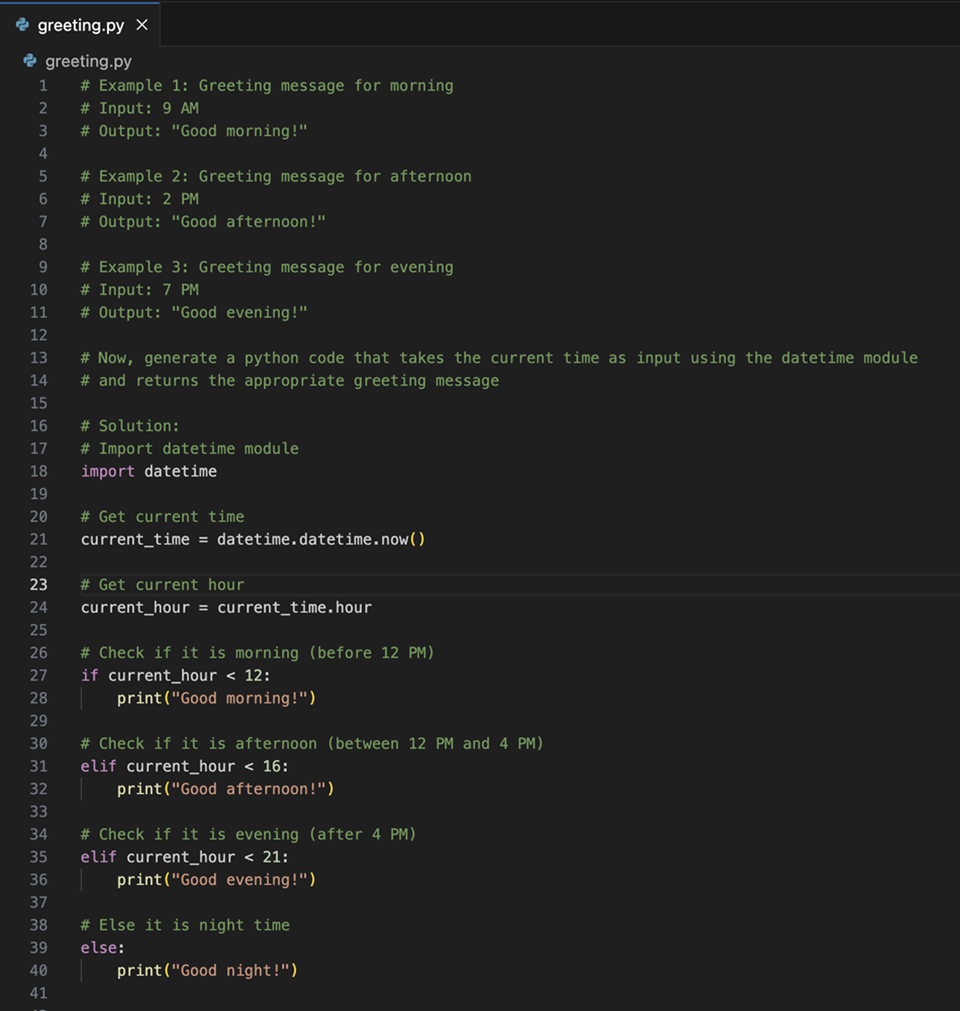 greeting.py ×
greeting.py
1 # Example 1: Greeting message for morning
2 # Input: 9 AM
3 # Output: "Good morning!"
4
5 # Example 2: Greeting message for afternoon
6 # Input: 2 PM
7 # Output: "Good afternoon!"
8
9 # Example 3: Greeting message for evening
10 # Input: 7 PM
11 # Output: "Good evening!"
12
13 # Now, generate a python code that takes the current time as input using the datetime module
14 # and returns the appropriate greeting message
15
16 # Solution:
17 # Import datetime module
18 import datetime
19
20 # Get current time
21 current_time = datetime.datetime.now()
22
23 # Get current hour
24 current_hour = current_time.hour
25
26 # Check if it is morning (before 12 PM)
27 if current_hour < 12:
28     print("Good morning!")
29
30 # Check if it is afternoon (between 12 PM and 4 PM)
31 elif current_hour < 16:
32     print("Good afternoon!")
33
34 # Check if it is evening (after 4 PM)
35 elif current_hour < 21:
36     print("Good evening!")
37
38 # Else it is night time
39 else:
40     print("Good night!")
41